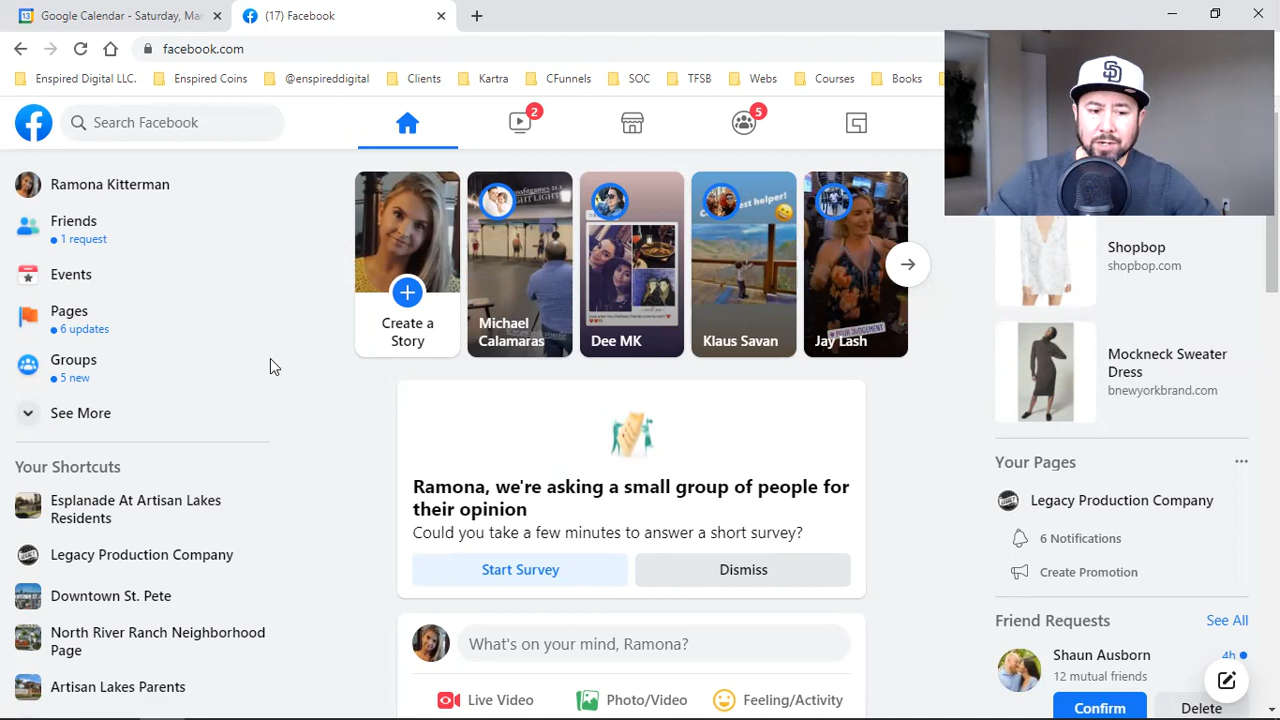 Google Calendar - Saturday, Ma
(17) Facebook
facebook.com
Enspired Digital LLC.
Enspired Coins
@enspireddigital
Clients
Kartra
CFunnels
SOC
TFSB
Webs
Courses
Books
Search Facebook
2
5
Ramona Kitterman
Friends
1 request
Events
Pages
6 updates
Groups
5 new
See More
Your Shortcuts
Esplanade At Artisan Lakes
Residents
Legacy Production Company
Downtown St. Pete
North River Ranch Neighborhood
Page
Artisan Lakes Parents
Create a
Story
Michael
Calamaras
Dee MK
Klaus Savan
Jay Lash
Ramona, we're asking a small group of people for
their opinion
Could you take a few minutes to answer a short survey?
Start Survey
Dismiss
What's on your mind, Ramona?
Live Video
Photo/Video
Feeling/Activity
SD
Shopbop
shopbop.com
Mockneck Sweater
Dress
bnewyorkbrand.com
Your Pages
Legacy Production Company
6 Notifications
Create Promotion
Friend Requests
See All
Shaun Ausborn
4h
12 mutual friends
Confirm
Delete